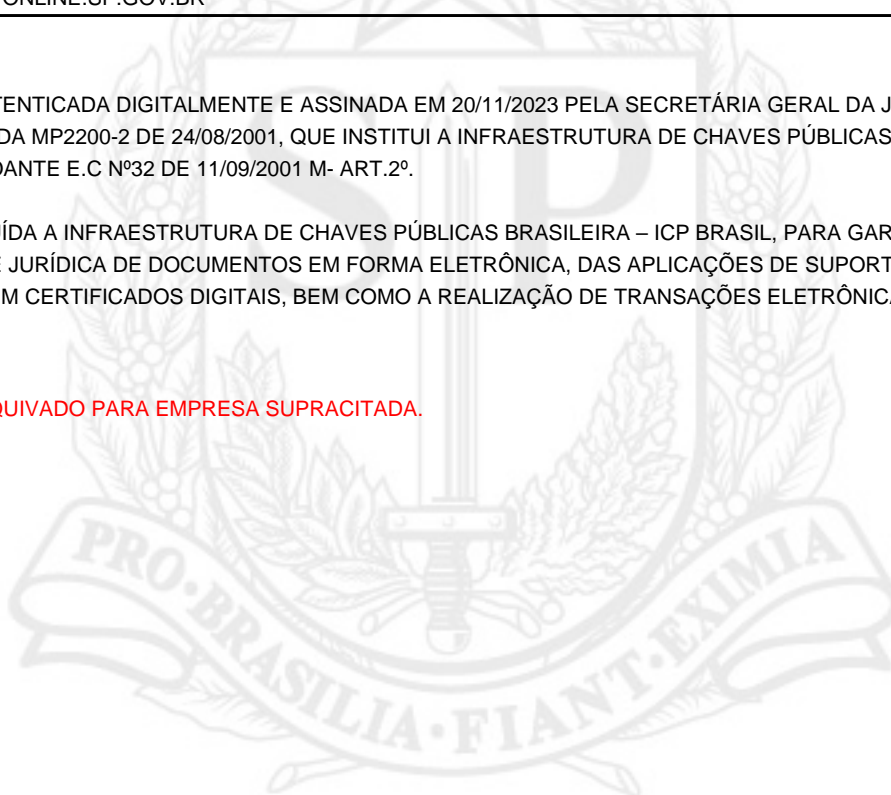 ONLINE.SP.GOV.BR
TENTICADA DIGITALMENTE E ASSINADA EM 20/11/2023 PELA SECRETÁRIA GERAL DA J
DA MP2200-2 DE 24/08/2001, QUE INSTITUI A INFRAESTRUTURA DE CHAVES PÚBLICAS
DANTE E.C Nº32 DE 11/09/2001 M- ART.2º.
ÍDA A INFRAESTRUTURA DE CHAVES PÚBLICAS BRASILEIRA – ICP BRASIL, PARA GAR
E JURÍDICA DE DOCUMENTOS EM FORMA ELETRÔNICA, DAS APLICAÇÕES DE SUPORT
M CERTIFICADOS DIGITAIS, BEM COMO A REALIZAÇÃO DE TRANSAÇÕES ELETRÔNICA
QUIVADO PARA EMPRESA SUPRACITADA.
SP
PRO·BRASILIA·FIANT·EXIMIA